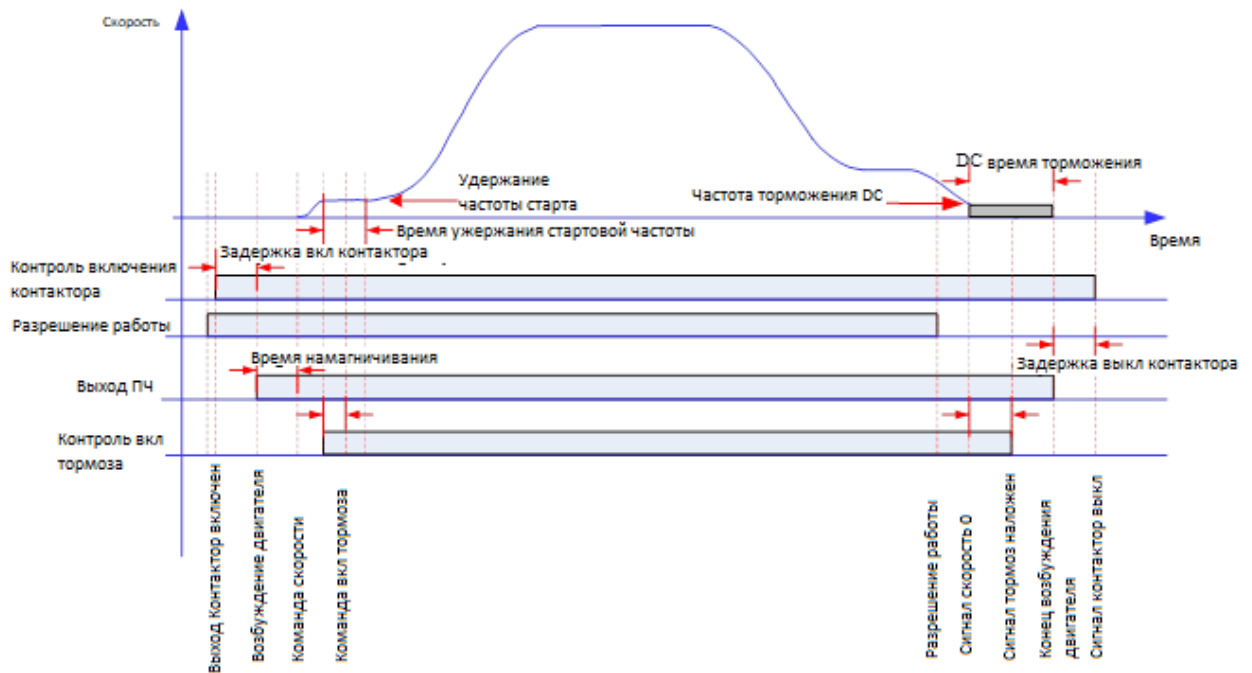 Скорость
DC время торможения
Удержание
частоты старта
Частота торможения DC
Время ужержания стартовой частоты
Время
Задержка вкл контактора
Контроль включения
контактора
Разрешение работы
Время намагничивания
Задержка выкл контактора
Выход ПЧ
Контроль вкл
тормоза
Выход Контактор включен
Возбуждение двигателя
Команда скорости
Команда вкл тормоза
Разрешение работы
Сигнал скорость 0
Сигнал тормоз наложен
Конец возбуждения
двигателя
Сигнал контактор выкл